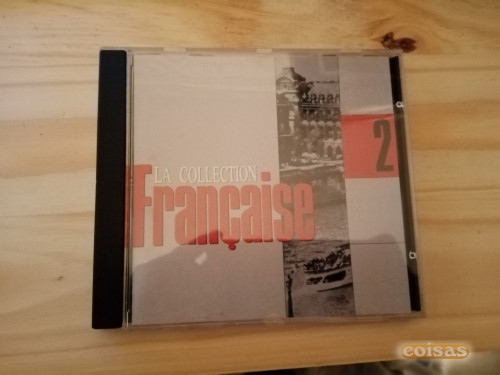 2
LA COLLECTION
Française
coisas